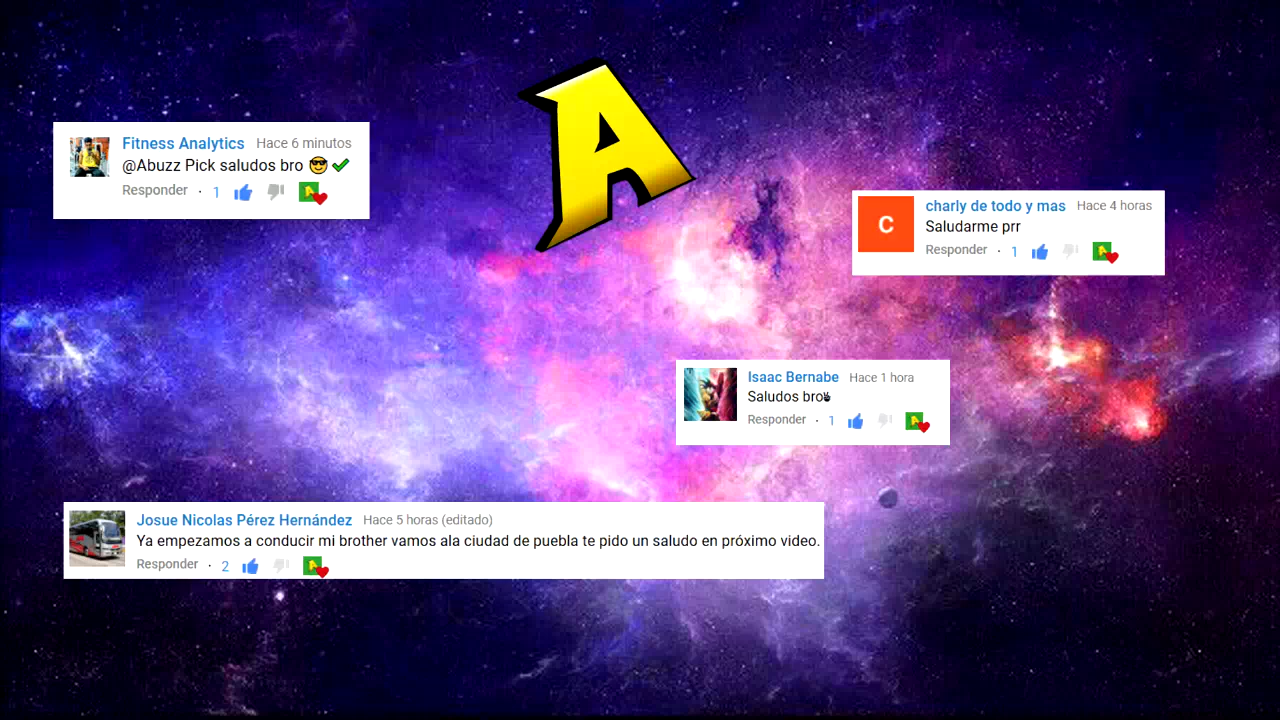 A
Fitness Analytics Hace 6 minutos
@Abuzz Pick saludos bro 😎 ✔
Responder · 1
C
charly de todo y mas Hace 4 horas
Saludarme prr
Responder · 1
Isaac Bernabe Hace 1 hora
Saludos bro
Responder · 1
Josue Nicolas Pérez Hernández Hace 5 horas (editado)
Ya empezamos a conducir mi brother vamos ala ciudad de puebla te pido un saludo en próximo video.
Responder · 2